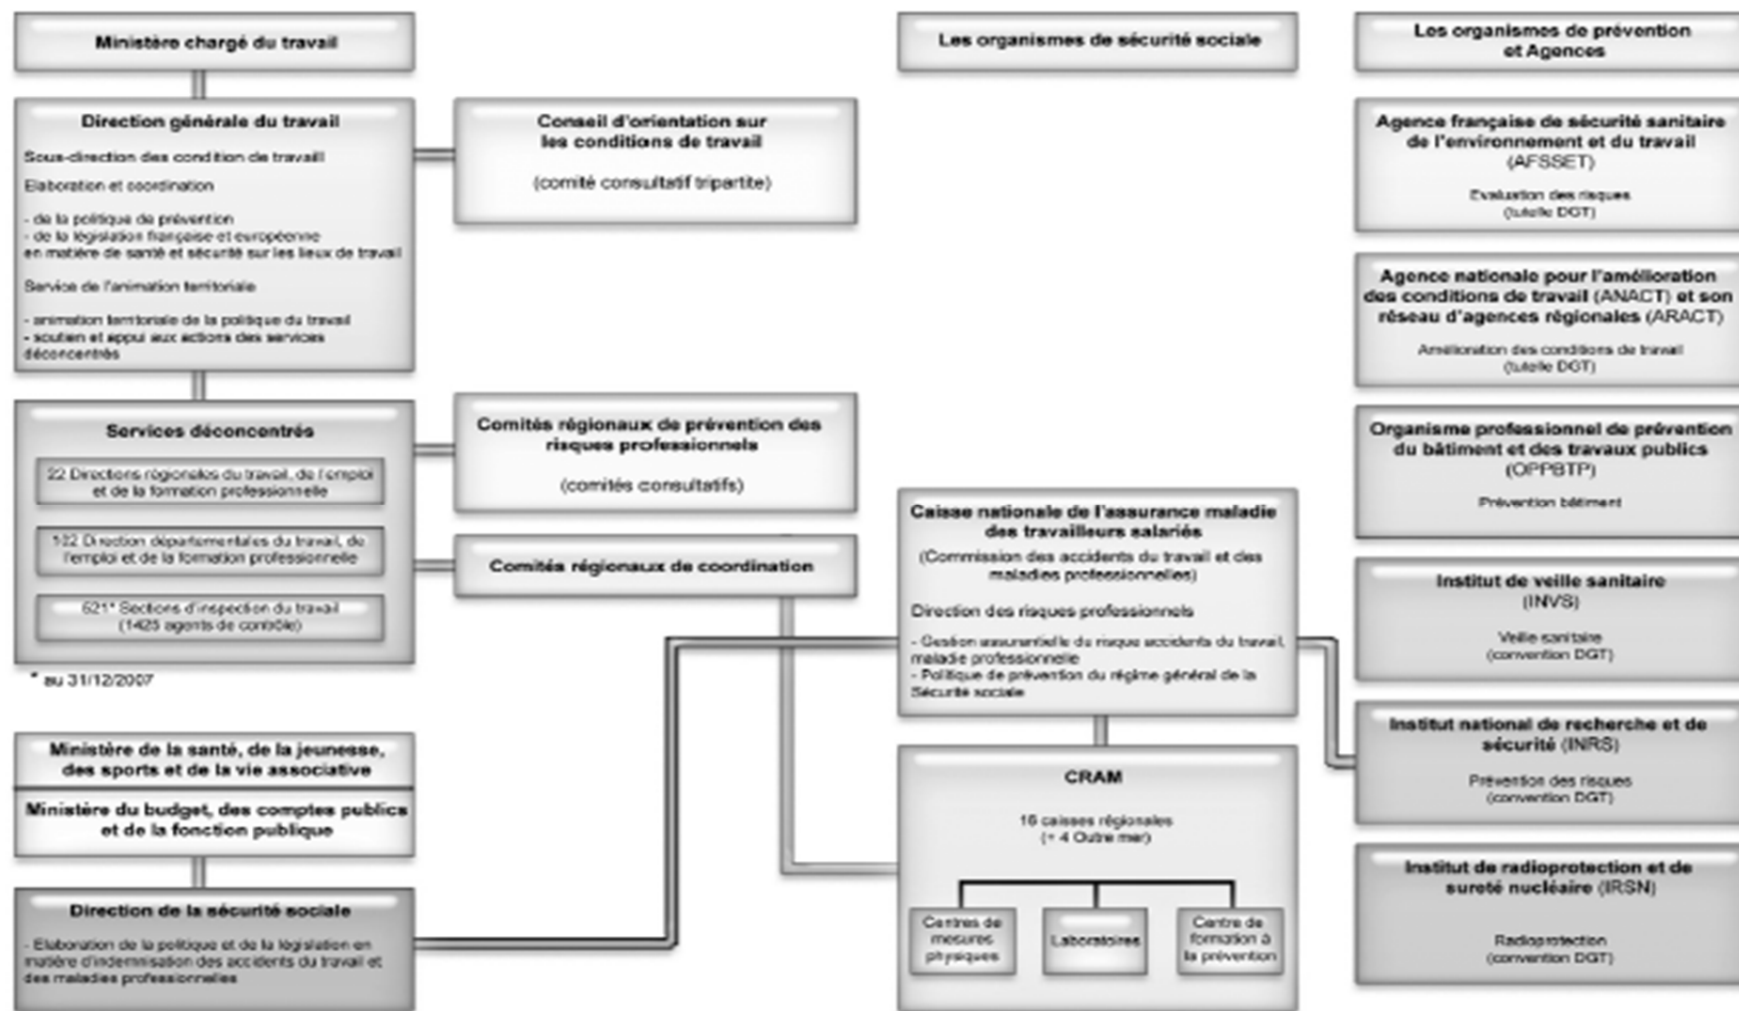 Ministère chargé du travail
Direction générale du travail
Sous-direction des condition de travaill
Elaboration et coordination
- de la politique de prévention
- de la législation française et européenne
en matière de santé et sécurité sur les lieux de travail
Service de l'animation territoriale
- animation territoriale de la politique du travail
- soutien et appui aux actions des services
déconcentrés
Conseil d'orientation sur
les conditions de travail
(comité consultatif tripartite)
Services déconcentrés
22 Directions régionales du travail, de l'emploi
et de la formation professionnelle
102 Direction départementales du travail, de
l'emploi et de la formation professionnelle
621* Sections d'inspection du travail
(1425 agents de contrôle)
* au 31/12/2007
Comités régionaux de prévention des
risques professionnels
(comités consultatifs)
Comités régionaux de coordination
Ministère de la santé, de la jeunesse,
des sports et de la vie associative
Ministère du budget, des comptes publics
et de la fonction publique
Direction de la sécurité sociale
- Elaboration de la politique et de la législation en
matière d'indemnisation des accidents du travail et
des maladies professionnelles
Les organismes de sécurité sociale
Caisse nationale de l'assurance maladie
des travailleurs salariés
(Commission des accidents du travail et des
maladies professionnelles)
Direction des risques professionnels
- Gestion assurantielle du risque accidents du travail,
maladie professionnelle
- Politique de prévention du régime général de la
Sécurité sociale
CRAM
16 caisses régionales
(+ 4 Outre mer)
Centres de
mesures
physiques
Laboratoires
Centre de
formation à
la prévention
Les organismes de prévention
et Agences
Agence française de sécurité sanitaire
de l'environnement et du travail
(AFSSET)
Evaluation des risques
(tutelle DGT)
Agence nationale pour l'amélioration
des conditions de travail (ANACT) et son
réseau d'agences régionales (ARACT)
Amélioration des conditions de travail
(tutelle DGT)
Organisme professionnel de prévention
du bâtiment et des travaux publics
(OPPBTP)
Prévention bâtiment
Institut de veille sanitaire
(INVS)
Veille sanitaire
(convention DGT)
Institut national de recherche et de
sécurité (INRS)
Prévention des risques
(convention DGT)
Institut de radioprotection et de
sureté nucléaire (IRSN)
Radioprotection
(convention DGT)